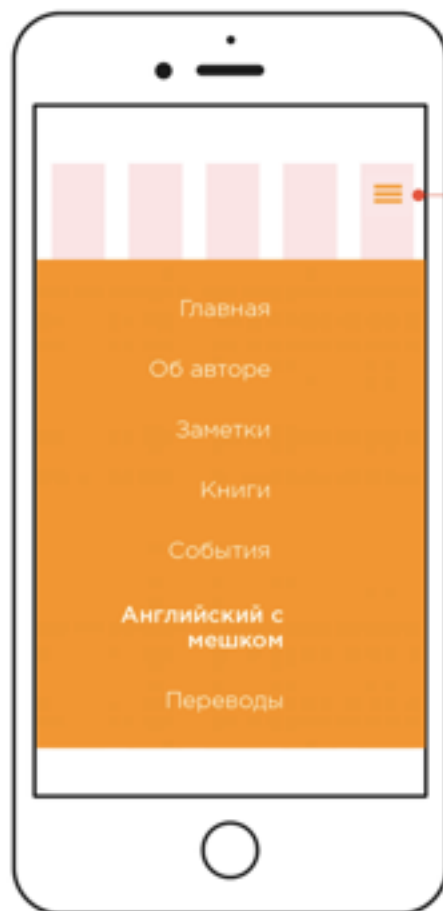 Главная
Об авторе
Заметки
Книги
События
Английский с
мешком
Переводы